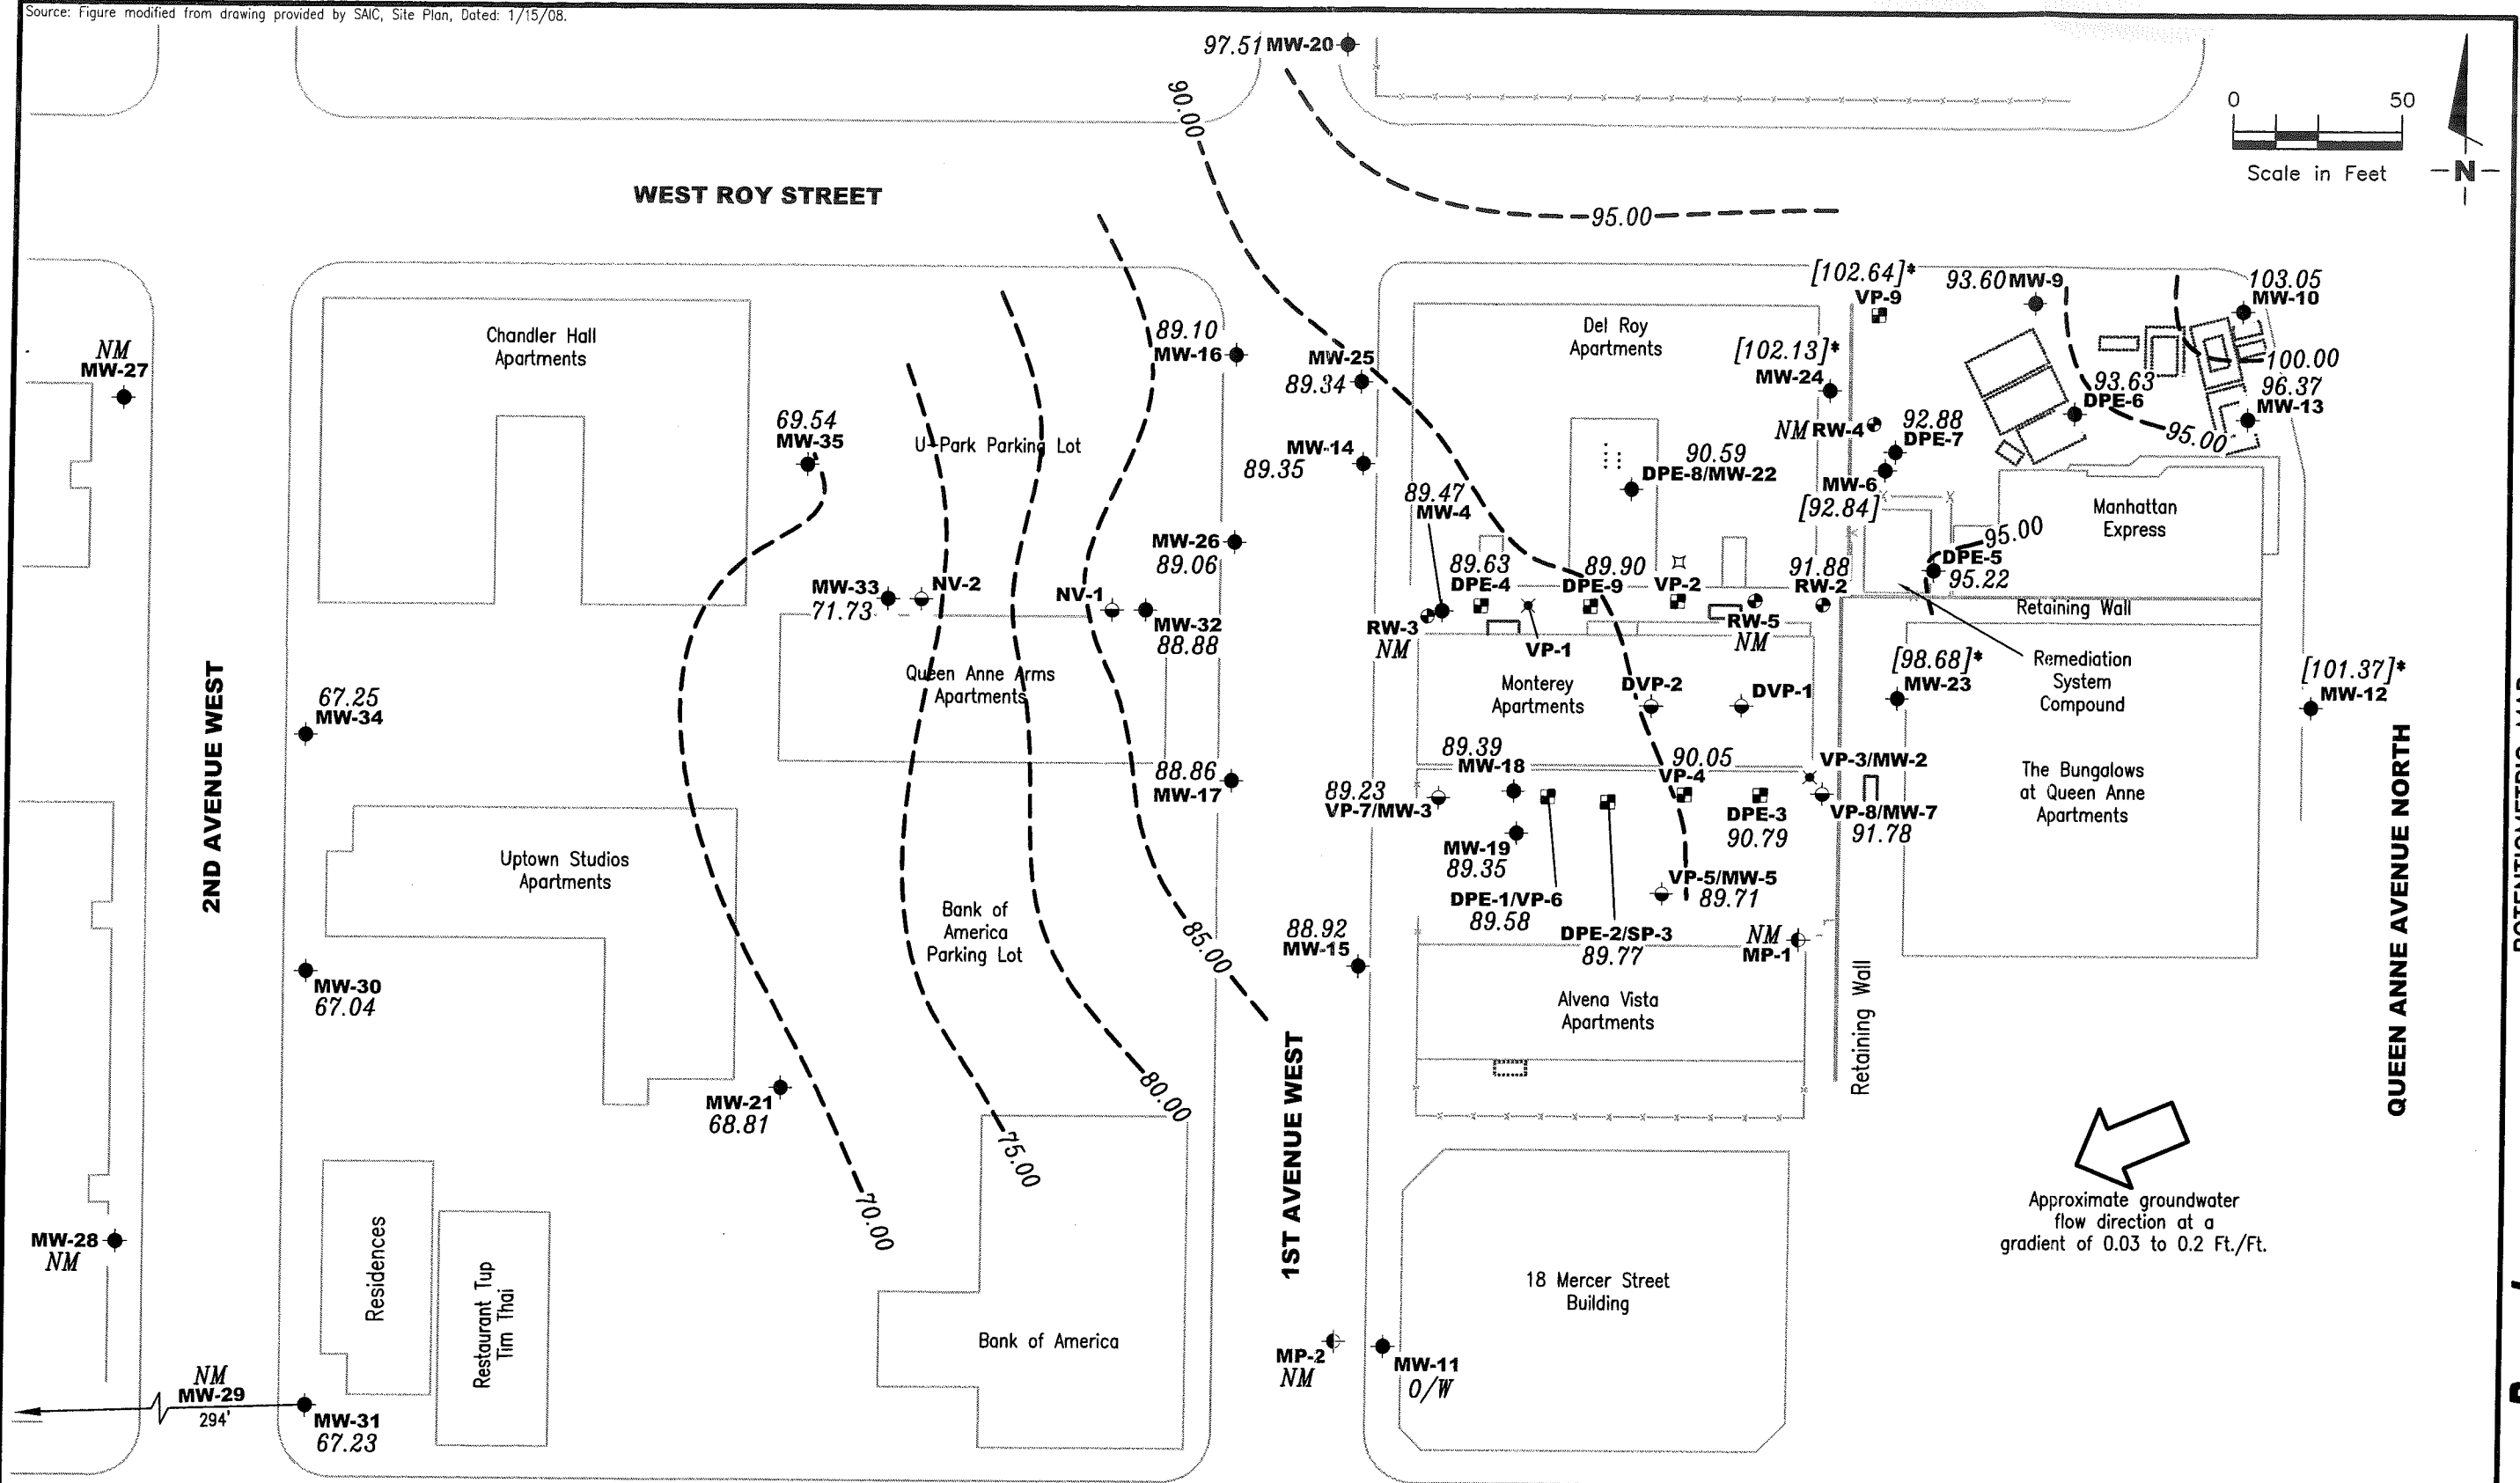 Source: Figure modified from drawing provided by SAIC, Site Plan, Dated: 1/15/08.
97.51 MW-20
90.00
0 50
Scale in Feet
N
WEST ROY STREET
95.00
Chandler Hall
Apartments
NM
MW-27
89.10
MW-16
MW-25
89.34
Del Roy
Apartments
[102.64]*
VP-9
93.60 MW-9
103.05
MW-10
[102.13]*
MW-24
100.00
96.37
MW-13
93.63
DPE-6
95.00
69.54
MW-35
U-Park Parking Lot
MW-14
89.35
90.59
DPE-8/MW-22
NM RW-4
92.88
DPE-7
MW-6
[92.84]
89.47
MW-4
Manhattan
Express
MW-26
89.06
95.00
DPE-5
95.22
MW-33
71.73
NV-2
NV-1
MW-32
88.88
89.63
DPE-4
89.90
DPE-9
VP-2
91.88
RW-2
Retaining Wall
RW-3
NM
VP-1
RW-5
NM
2ND AVENUE WEST
67.25
MW-34
Queen Anne Arms
Apartments
Monterey
Apartments
DVP-2
DVP-1
[98.68]*
MW-23
Remediation
System
Compound
[101.37]*
MW-12
88.86
MW-17
89.39
MW-18
89.23
VP-7/MW-3
90.05
VP-4
VP-3/MW-2
The Bungalows
at Queen Anne
Apartments
DPE-3
90.79
VP-8/MW-7
91.78
QUEEN ANNE AVENUE NORTH
Uptown Studios
Apartments
MW-19
89.35
DPE-1/VP-6
89.58
VP-5/MW-5
89.71
Bank of
America
Parking Lot
85.00
88.92
MW-15
DPE-2/SP-3
89.77
NM
MP-1
MW-30
67.04
Alvena Vista
Apartments
Retaining Wall
MW-21
68.81
80.00
75.00
70.00
1ST AVENUE WEST
Approximate groundwater
flow direction at a
gradient of 0.03 to 0.2 Ft./Ft.
MW-28
NM
Residences
Restaurant Tup
Tim Thai
Bank of America
18 Mercer Street
Building
MP-2
NM
MW-11
O/W
NM
MW-29
294'
MW-31
67.23